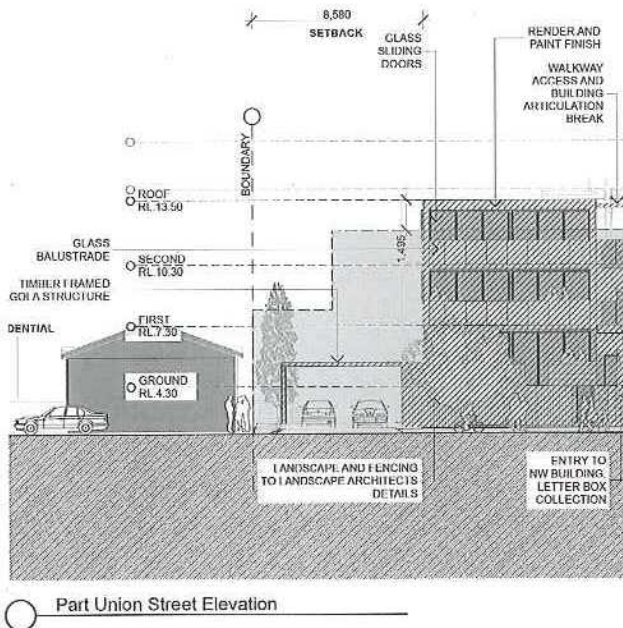 8,580
SETBACK
GLASS
SLIDING
DOORS
RENDER AND
PAINT FINISH
WALKWAY
ACCESS AND
BUILDING
ARTICULATION
BREAK
BOUNDARY
ROOF
RL.13.50
1,495
GLASS
BALUSTRADE
SECOND
RL.10.30
TIMBER FRAMED
GOLA STRUCTURE
FIRST
RL.7.30
DENTIAL
GROUND
RL.4.30
LANDSCAPE AND FENCING
TO LANDSCAPE ARCHITECTS
DETAILS
ENTRY TO
NW BUILDING,
LETTER BOX
COLLECTION
Part Union Street Elevation